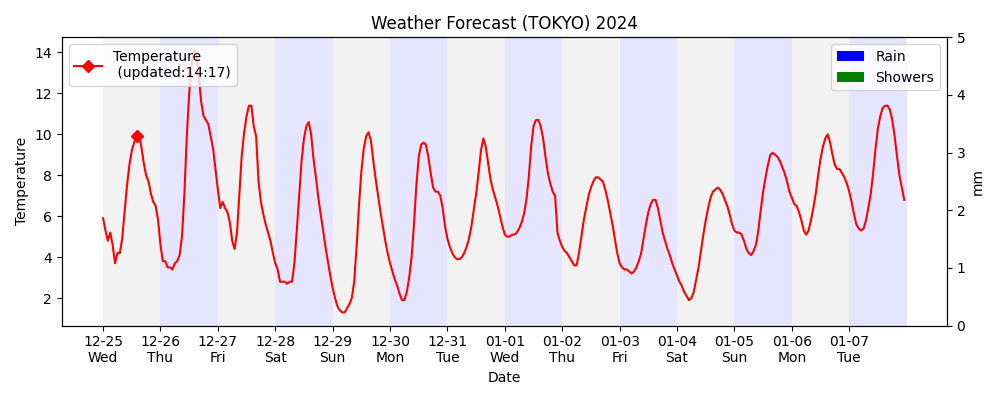 Weather Forecast (TOKYO) 2024
Temperature
(updated:14:17)
Rain
Showers
14
12
10
8
6
4
2
Temperature
5
4
3
2
1
0
mm
12-25 12-26 12-27 12-28 12-29 12-30 12-31 01-01 01-02 01-03 01-04 01-05 01-06 01-07
Wed Thu Fri Sat Sun Mon Tue Wed Thu Fri Sat Sun Mon Tue
Date